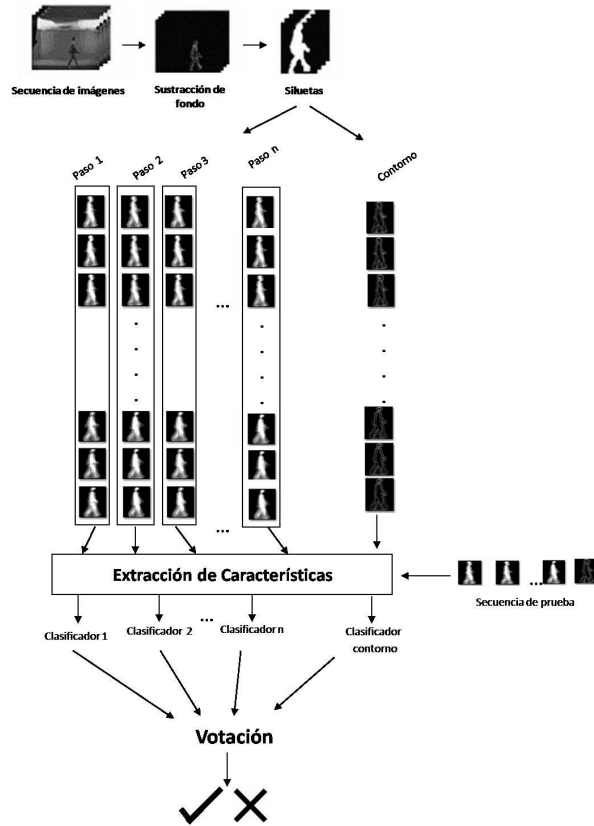 Secuencia de imágenes
Sustracción de
fondo
Siluetas
Paso 1
Paso 2
Paso 3
Paso n
Contorno
...
...
Extracción de Características
Secuencia de prueba
...
Clasificador 1
Clasificador 2
...
Clasificador n
Clasificador
contorno
Votación